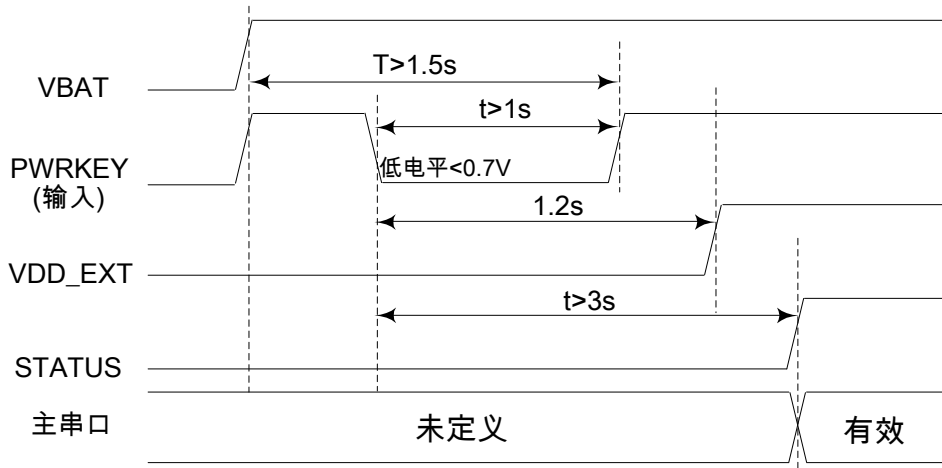 VBAT
T>1.5s
t>1s
PWRKEY
(输入)
低电平<0.7V
1.2s
VDD_EXT
t>3s
STATUS
主串口
未定义
有效